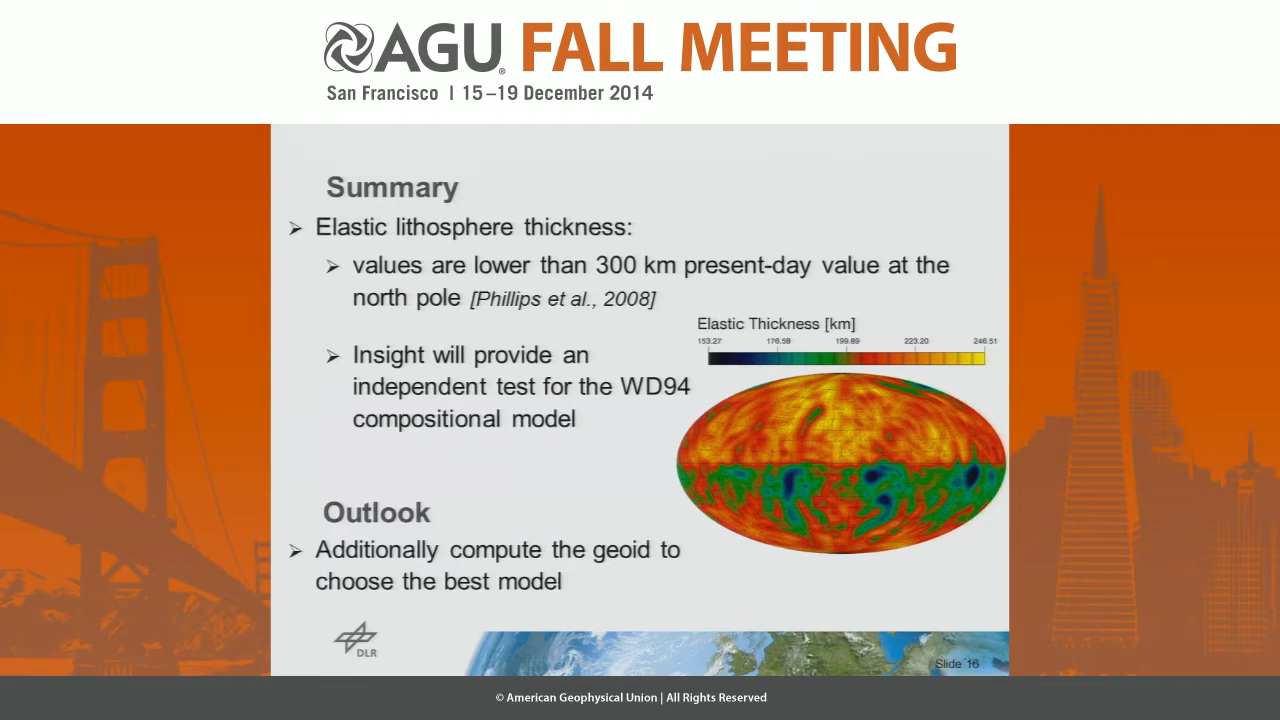 AGU® FALL MEETING
San Francisco | 15–19 December 2014
Summary
Elastic lithosphere thickness:
values are lower than 300 km present-day value at the
north pole [Phillips et al., 2008]
Elastic Thickness [km]
153.27 176.58 199.89 223.20 246.51
Insight will provide an
independent test for the WD94
compositional model
Outlook
Additionally compute the geoid to
choose the best model
DLR
Slide 16
© American Geophysical Union | All Rights Reserved